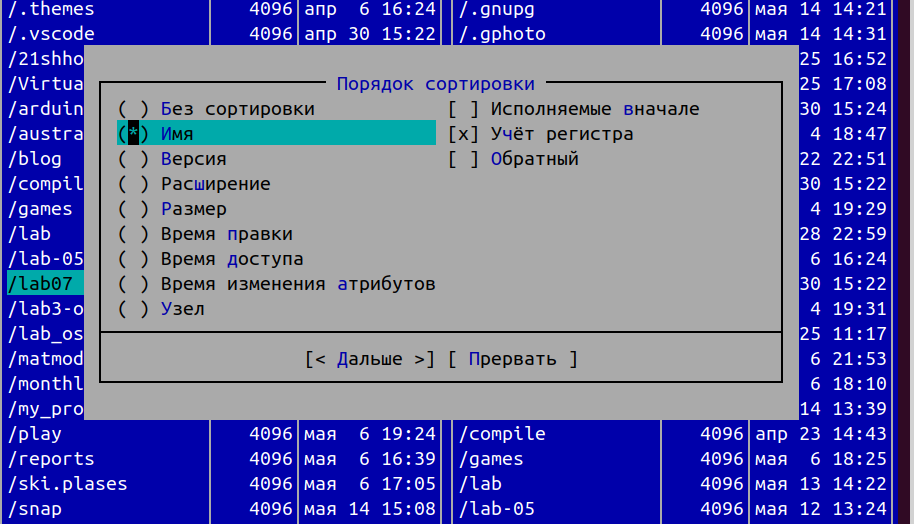 /.themes 4096 апр  6 16:24 /.gnupg 4096 мая 14 14:21
/.vscode 4096 апр 30 15:22 /.gphoto 4096 мая 14 14:31
/21shho 25 16:52
/Virtua 25 17:08
/arduin 30 15:24
/austra 4 18:47
/blog 22 22:51
/compil 30 15:22
/games 4 19:29
/lab 28 22:59
/lab-05 6 16:24
/lab07 30 15:22
/lab3-o 4 19:31
/lab_os 25 11:17
/matmod 6 21:53
/monthl 6 18:10
/my_pro 14 13:39
Порядок сортировки
( ) Без сортировки [ ] Исполняемые вначале
(*) Имя [x] Учёт регистра
( ) Версия [ ] Обратный
( ) Расширение
( ) Размер
( ) Время правки
( ) Время доступа
( ) Время изменения атрибутов
( ) Узел
[< Дальше >] [ Прервать ]
/play 4096 мая  6 19:24 /compile 4096 апр 23 14:43
/reports 4096 мая  6 16:39 /games 4096 мая  6 18:25
/ski.plases 4096 мая  6 17:05 /lab 4096 мая 13 14:22
/snap 4096 мая 14 15:08 /lab-05 4096 мая 12 13:24